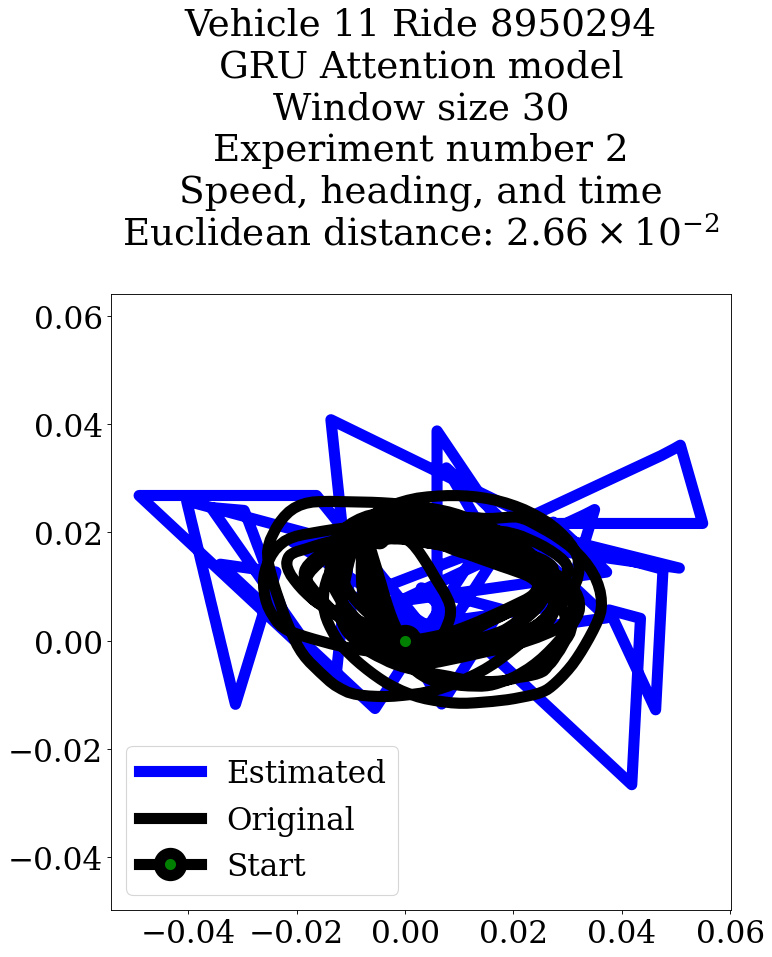 Vehicle 11 Ride 8950294
GRU Attention model
Window size 30
Experiment number 2
Speed, heading, and time
Euclidean distance: 2.66 × 10⁻²
0.06
0.04
0.02
0.00
−0.02
−0.04
Estimated
Original
Start
−0.04 −0.02 0.00 0.02 0.04 0.06